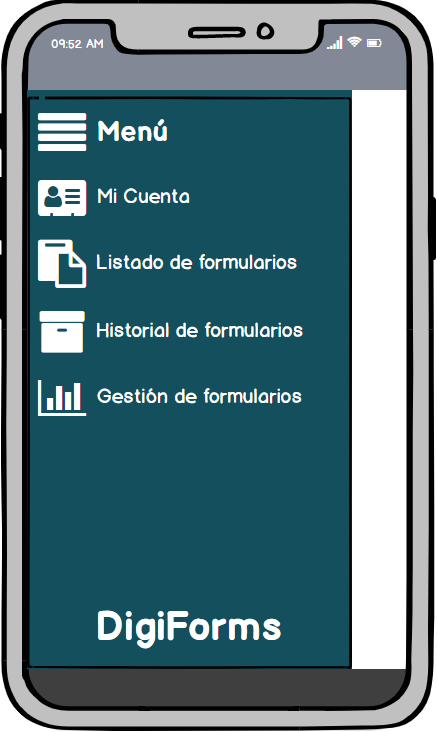 09:52 AM
Menú
Mi Cuenta
Listado de formularios
Historial de formularios
Gestión de formularios
DigiForms